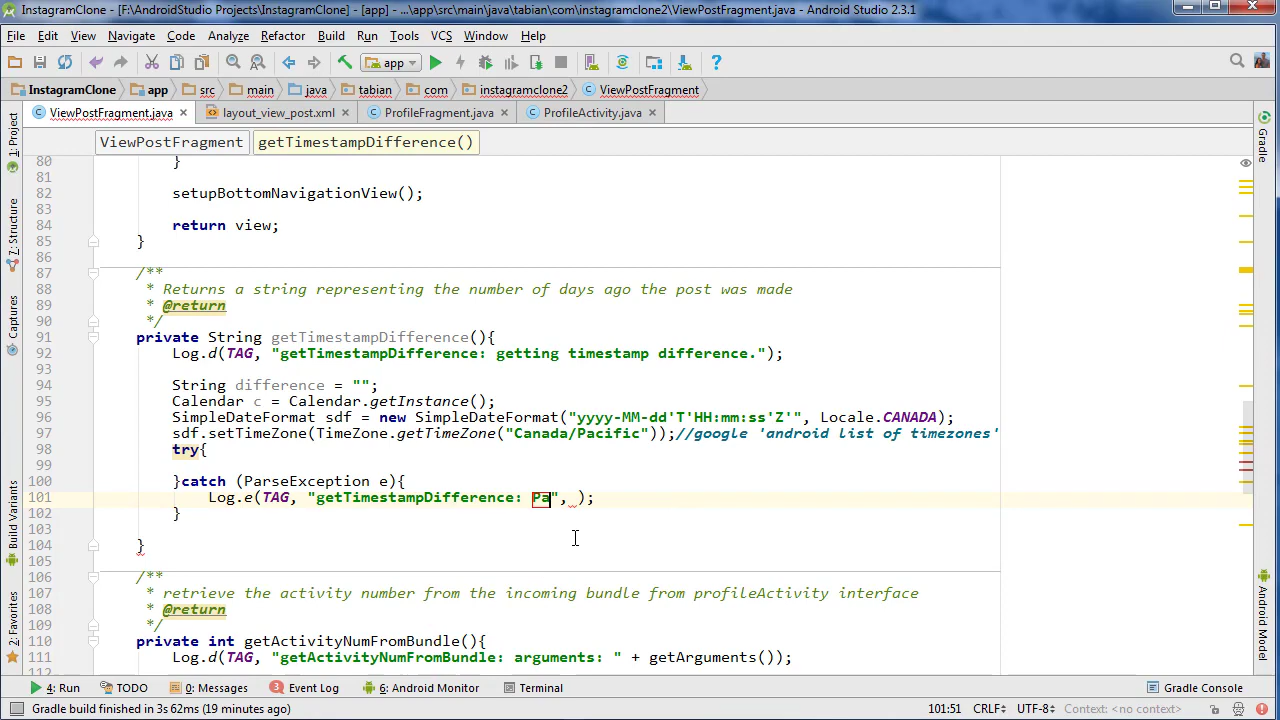 InstagramClone - [F:\AndroidStudio Projects\InstagramClone] - [app] - ...\app\src\main\java\tabian\com\instagramclone2\ViewPostFragment.java - Android Studio 2.3.1
File Edit View Navigate Code Analyze Refactor Build Run Tools VCS Window Help
app
InstagramClone app src main java tabian com instagramclone2 ViewPostFragment
ViewPostFragment.java layout_view_post.xml ProfileFragment.java ProfileActivity.java
ViewPostFragment getTimestampDifference()
80 }
81
82 setupBottomNavigationView();
83
84 return view;
85 }
86
87 /**
88 * Returns a string representing the number of days ago the post was made
89 * @return
90 */
91 private String getTimestampDifference(){
92 Log.d(TAG, "getTimestampDifference: getting timestamp difference.");
93
94 String difference = "";
95 Calendar c = Calendar.getInstance();
96 SimpleDateFormat sdf = new SimpleDateFormat("yyyy-MM-dd'T'HH:mm:ss'Z'", Locale.CANADA);
97 sdf.setTimeZone(TimeZone.getTimeZone("Canada/Pacific"));//google 'android list of timezones'
98 try{
99
100 }catch (ParseException e){
101 Log.e(TAG, "getTimestampDifference: Pa", );
102 }
103
104 }
105
106 /**
107 * retrieve the activity number from the incoming bundle from profileActivity interface
108 * @return
109 */
110 private int getActivityNumFromBundle(){
111 Log.d(TAG, "getActivityNumFromBundle: arguments: " + getArguments());
112
1: Project
7: Structure
Captures
Build Variants
2: Favorites
Gradle
Android Model
4: Run TODO 0: Messages 3 Event Log 6: Android Monitor Terminal Gradle Console
Gradle build finished in 3s 62ms (19 minutes ago) 101:51 CRLF UTF-8 Context: <no context>